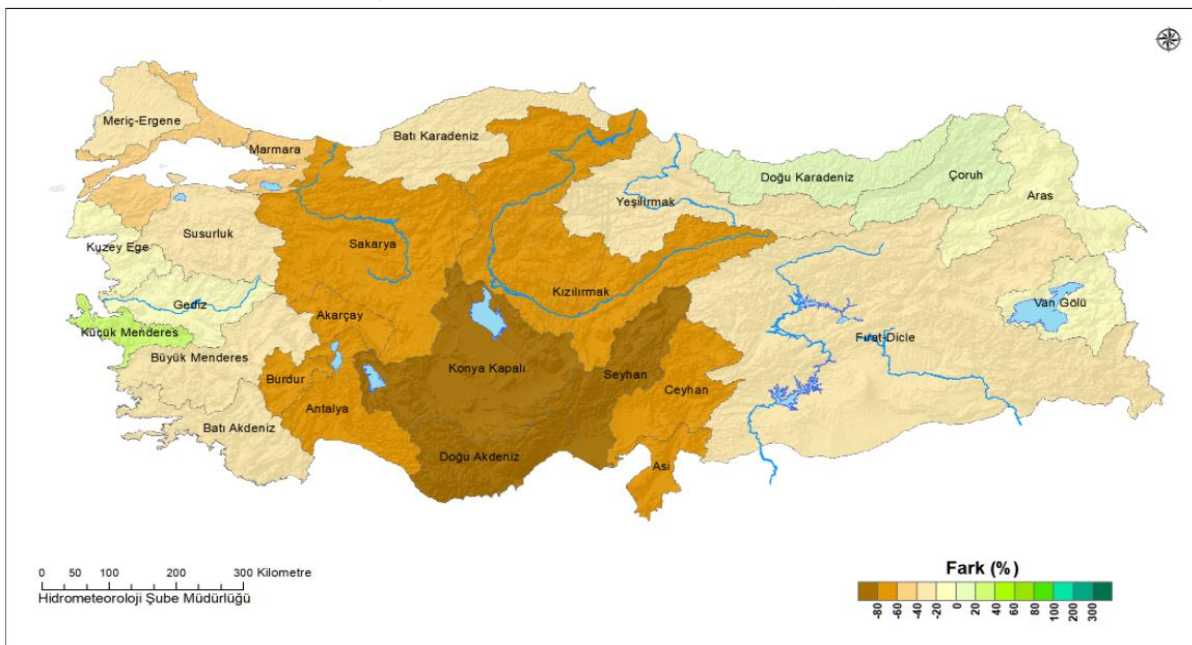 Meriç-Ergene
Marmara
Batı Karadeniz
Doğu Karadeniz
Çoruh
Aras
Yeşilırmak
Kuzey Ege
Susurluk
Sakarya
Kızılırmak
Gediz
Akarçay
Van Gölü
Küçük Menderes
Büyük Menderes
Fırat-Dicle
Konya Kapalı
Seyhan
Burdur
Ceyhan
Antalya
Batı Akdeniz
Doğu Akdeniz
Asi
0 50 100 200 300 Kilometre
Hidrometeoroloji Şube Müdürlüğü
Fark (%)
-80 -60 -40 -20 0 20 40 60 80 100 200 300